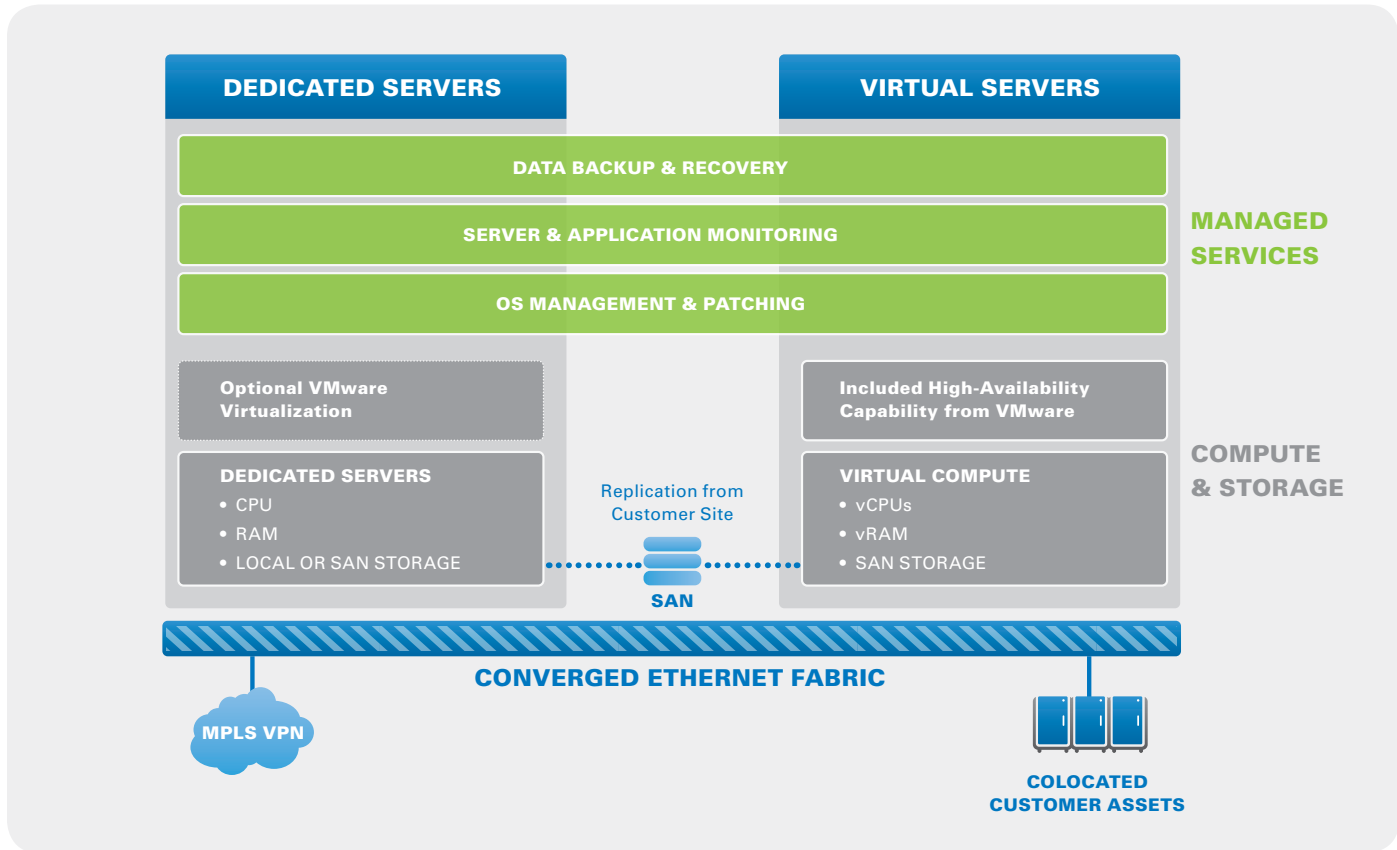 DEDICATED SERVERS
VIRTUAL SERVERS
DATA BACKUP & RECOVERY
SERVER & APPLICATION MONITORING
OS MANAGEMENT & PATCHING
MANAGED
SERVICES
Optional VMware
Virtualization
Included High-Availability
Capability from VMware
DEDICATED SERVERS
• CPU
• RAM
• LOCAL OR SAN STORAGE
Replication from
Customer Site
SAN
VIRTUAL COMPUTE
• vCPUs
• vRAM
• SAN STORAGE
COMPUTE
& STORAGE
CONVERGED ETHERNET FABRIC
MPLS VPN
COLOCATED
CUSTOMER ASSETS